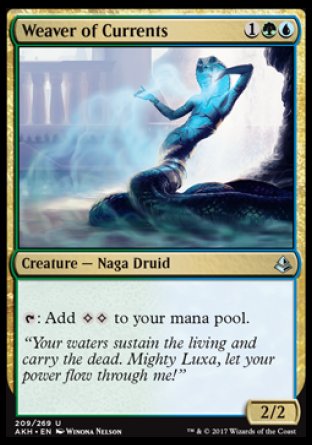 Weaver of Currents 1
Creature — Naga Druid
: Add to your mana pool.
“Your waters sustain the living and
carry the dead. Mighty Luxa, let your
power flow through me!”
2/2
209/269 U
AKH • EN Winona Nelson
™ & © 2017 Wizards of the Coast